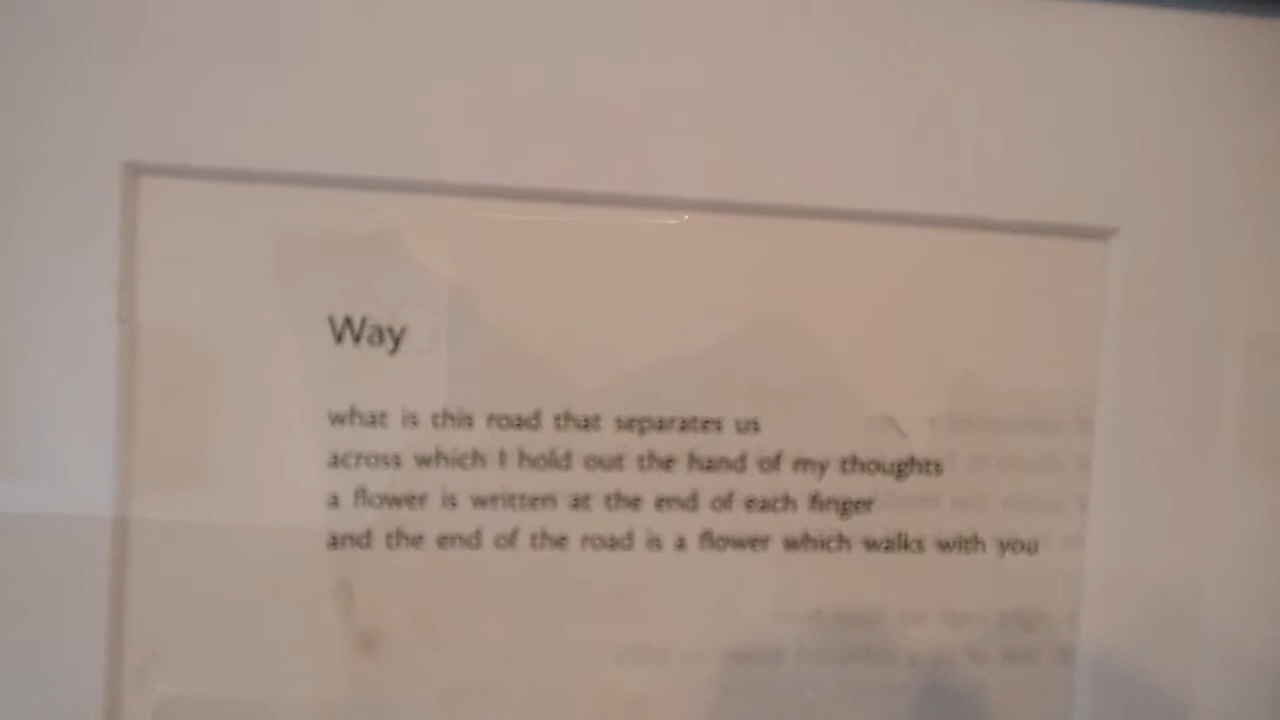 Way
what is this road that separates us
across which I hold out the hand of my thoughts
a flower is written at the end of each finger
and the end of the road is a flower which walks with you